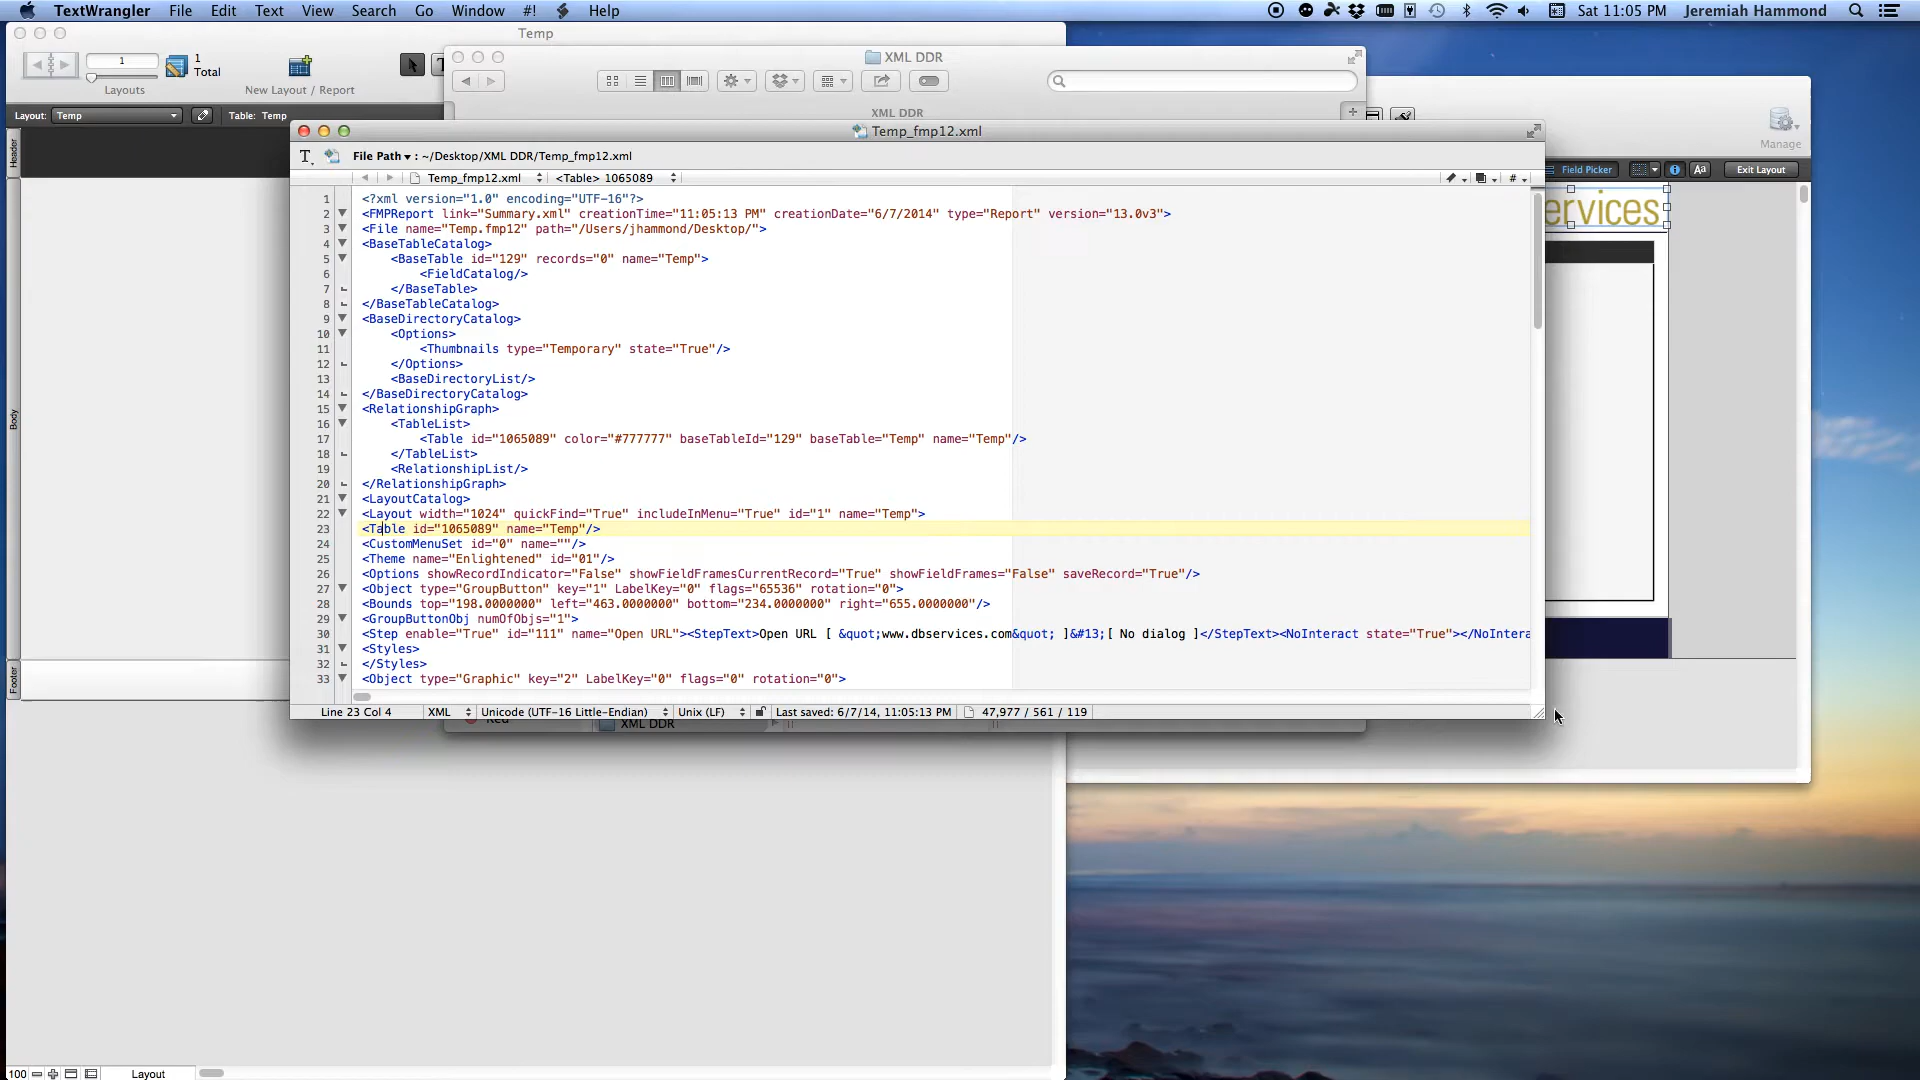 TextWrangler File Edit Text View Search Go Window #! Help
Sat 11:05 PM Jeremiah Hammond
Temp
1
1
Total
Layouts
New Layout / Report
Layout: Temp
Table: Temp
XML DDR
XML DDR
Manage
Field Picker
Aa
Exit Layout
ervices
Header
Body
Footer
Temp_fmp12.xml
File Path : ~/Desktop/XML DDR/Temp_fmp12.xml
Temp_fmp12.xml <Table> 1065089
1 <?xml version="1.0" encoding="UTF-16"?>
2 <FMPReport link="Summary.xml" creationTime="11:05:13 PM" creationDate="6/7/2014" type="Report" version="13.0v3">
3 <File name="Temp.fmp12" path="/Users/jhammond/Desktop/">
4 <BaseTableCatalog>
5 <BaseTable id="129" records="0" name="Temp">
6 <FieldCatalog/>
7 </BaseTable>
8 </BaseTableCatalog>
9 <BaseDirectoryCatalog>
10 <Options>
11 <Thumbnails type="Temporary" state="True"/>
12 </Options>
13 <BaseDirectoryList/>
14 </BaseDirectoryCatalog>
15 <RelationshipGraph>
16 <TableList>
17 <Table id="1065089" color="#777777" baseTableId="129" baseTable="Temp" name="Temp"/>
18 </TableList>
19 <RelationshipList/>
20 </RelationshipGraph>
21 <LayoutCatalog>
22 <Layout width="1024" quickFind="True" includeInMenu="True" id="1" name="Temp">
23 <Table id="1065089" name="Temp"/>
24 <CustomMenuSet id="0" name=""/>
25 <Theme name="Enlightened" id="01"/>
26 <Options showRecordIndicator="False" showFieldFramesCurrentRecord="True" showFieldFrames="False" saveRecord="True"/>
27 <Object type="GroupButton" key="1" LabelKey="0" flags="65536" rotation="0">
28 <Bounds top="198.0000000" left="463.0000000" bottom="234.0000000" right="655.0000000"/>
29 <GroupButtonObj numOfObjs="1">
30 <Step enable="True" id="111" name="Open URL"><StepText>Open URL [ &quot;www.dbservices.com&quot; ]&#13;[ No dialog ]</StepText><NoInteract state="True"></NoIntera
31 <Styles>
32 </Styles>
33 <Object type="Graphic" key="2" LabelKey="0" flags="0" rotation="0">
Line 23 Col 4 XML Unicode (UTF-16 Little-Endian) Unix (LF) Last saved: 6/7/14, 11:05:13 PM 47,977 / 561 / 119
Red
XML DDR
100 Layout